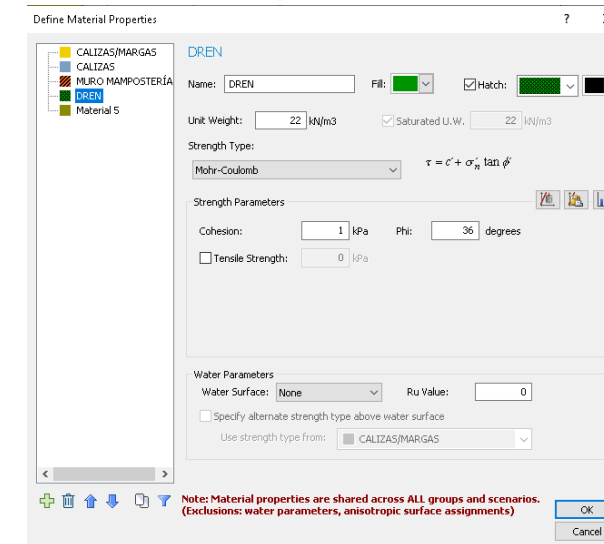 Define Material Properties
?
CALIZAS/MARGAS
CALIZAS
MURO MAMPOSTERÍA
DREN
Material 5
DREN
Name: DREN Fill: Hatch:
Unit Weight: 22 kN/m3 Saturated U.W. 22 kN/m3
Strength Type:
Mohr-Coulomb τ = c′ + σ′n tan ϕ′
Strength Parameters
Cohesion: 1 kPa Phi: 36 degrees
Tensile Strength: 0 kPa
Water Parameters
Water Surface: None Ru Value: 0
Specify alternate strength type above water surface
Use strength type from: CALIZAS/MARGAS
Note: Material properties are shared across ALL groups and scenarios.
(Exclusions: water parameters, anisotropic surface assignments)
OK
Cancel